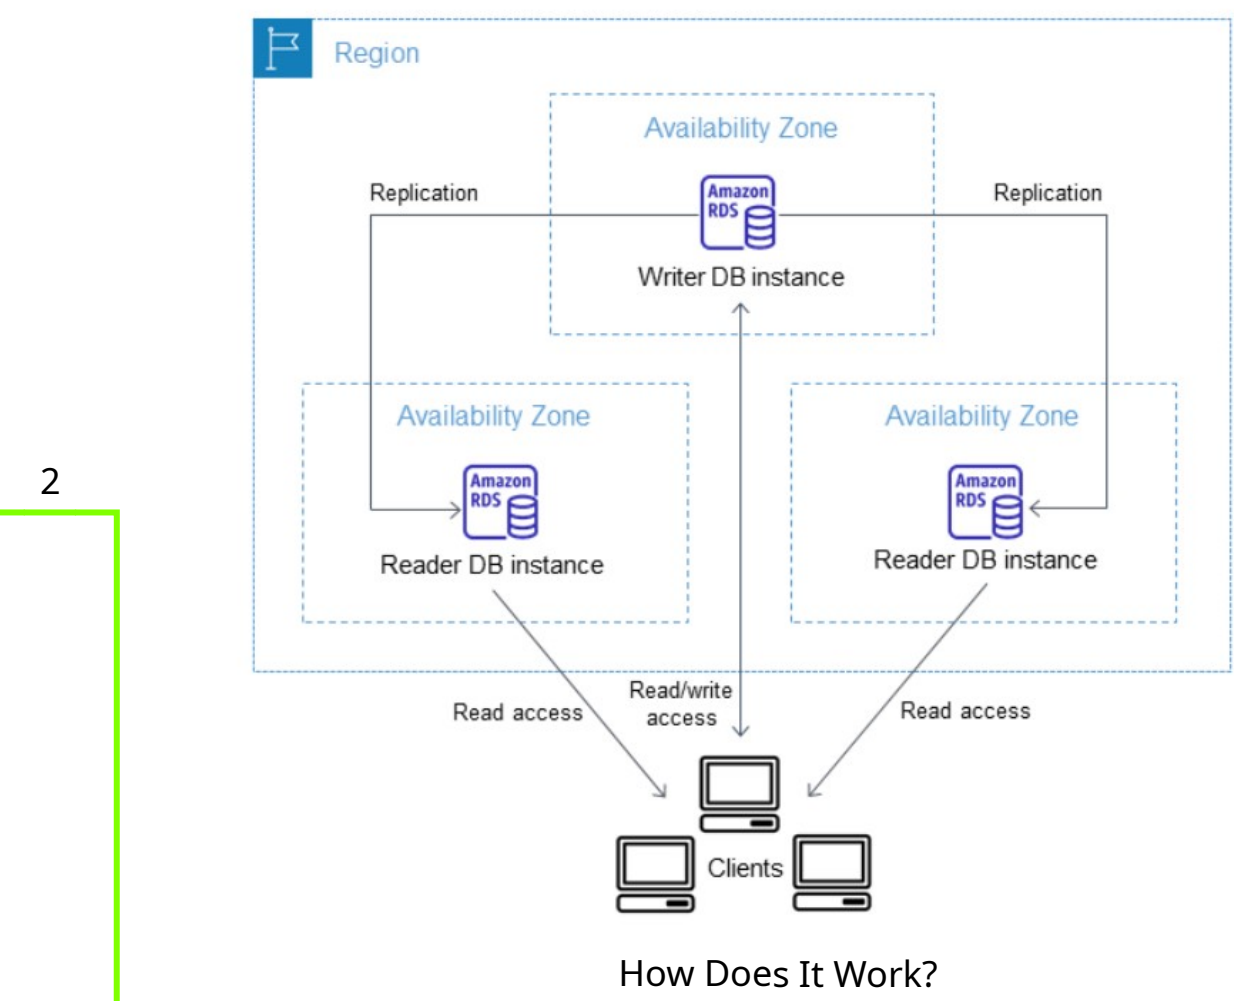 Region
Availability Zone
Replication
Amazon
RDS
Replication
Writer DB instance
Availability Zone
Availability Zone
2
Amazon
RDS
Amazon
RDS
Reader DB instance
Reader DB instance
Read access
Read/write
access
Read access
Clients
How Does It Work?